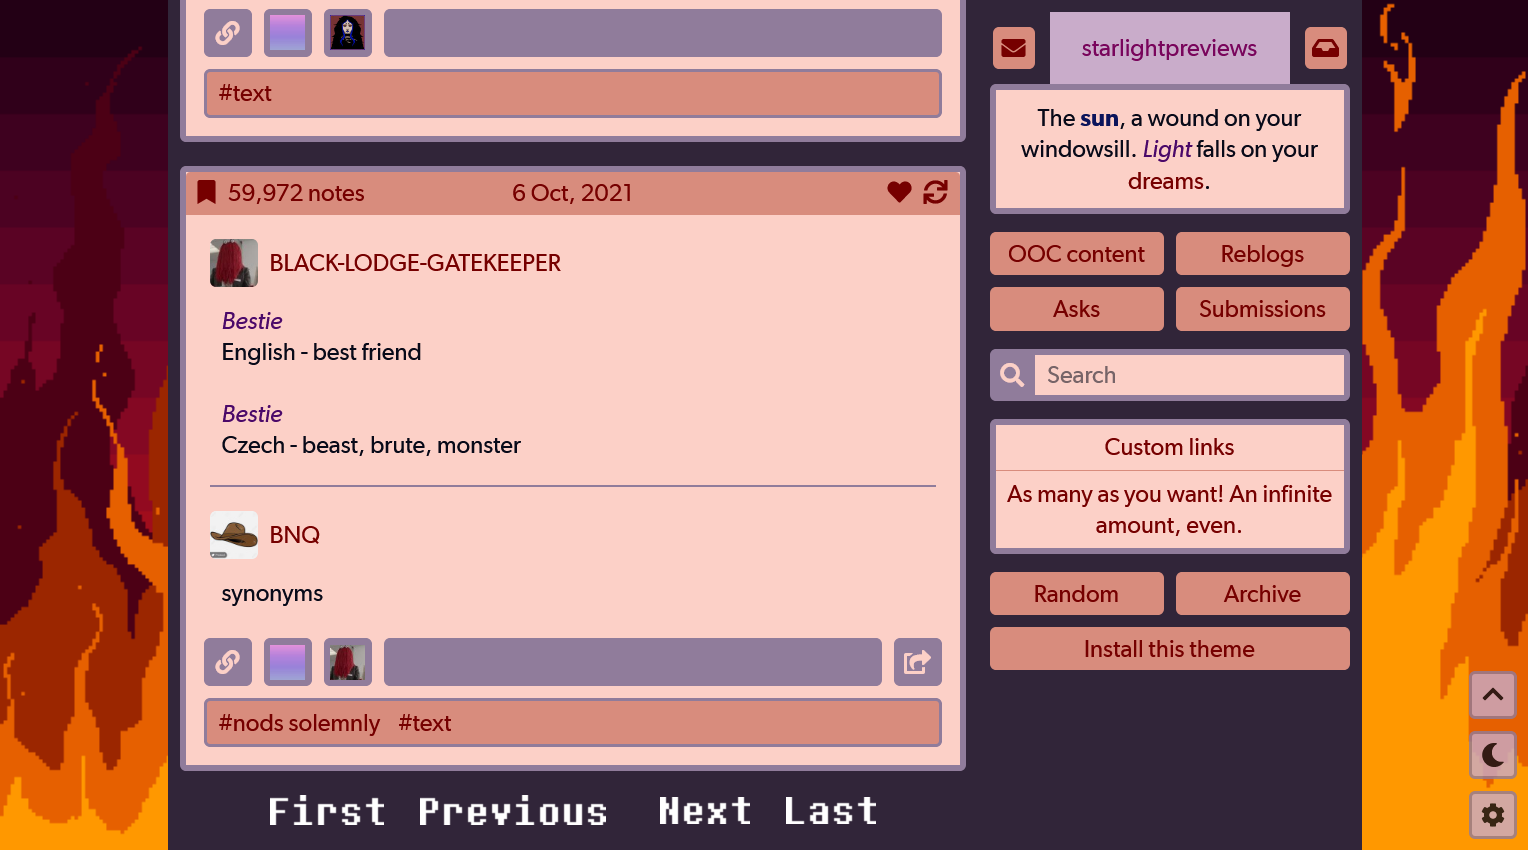 #text
59,972 notes
6 Oct, 2021
BLACK-LODGE-GATEKEEPER
Bestie
English - best friend
Bestie
Czech - beast, brute, monster
BNQ
synonyms
#nods solemnly #text
First Previous Next Last
starlightpreviews
The sun, a wound on your
windowsill. Light falls on your
dreams.
OOC content
Reblogs
Asks
Submissions
Search
Custom links
As many as you want! An infinite
amount, even.
Random
Archive
Install this theme